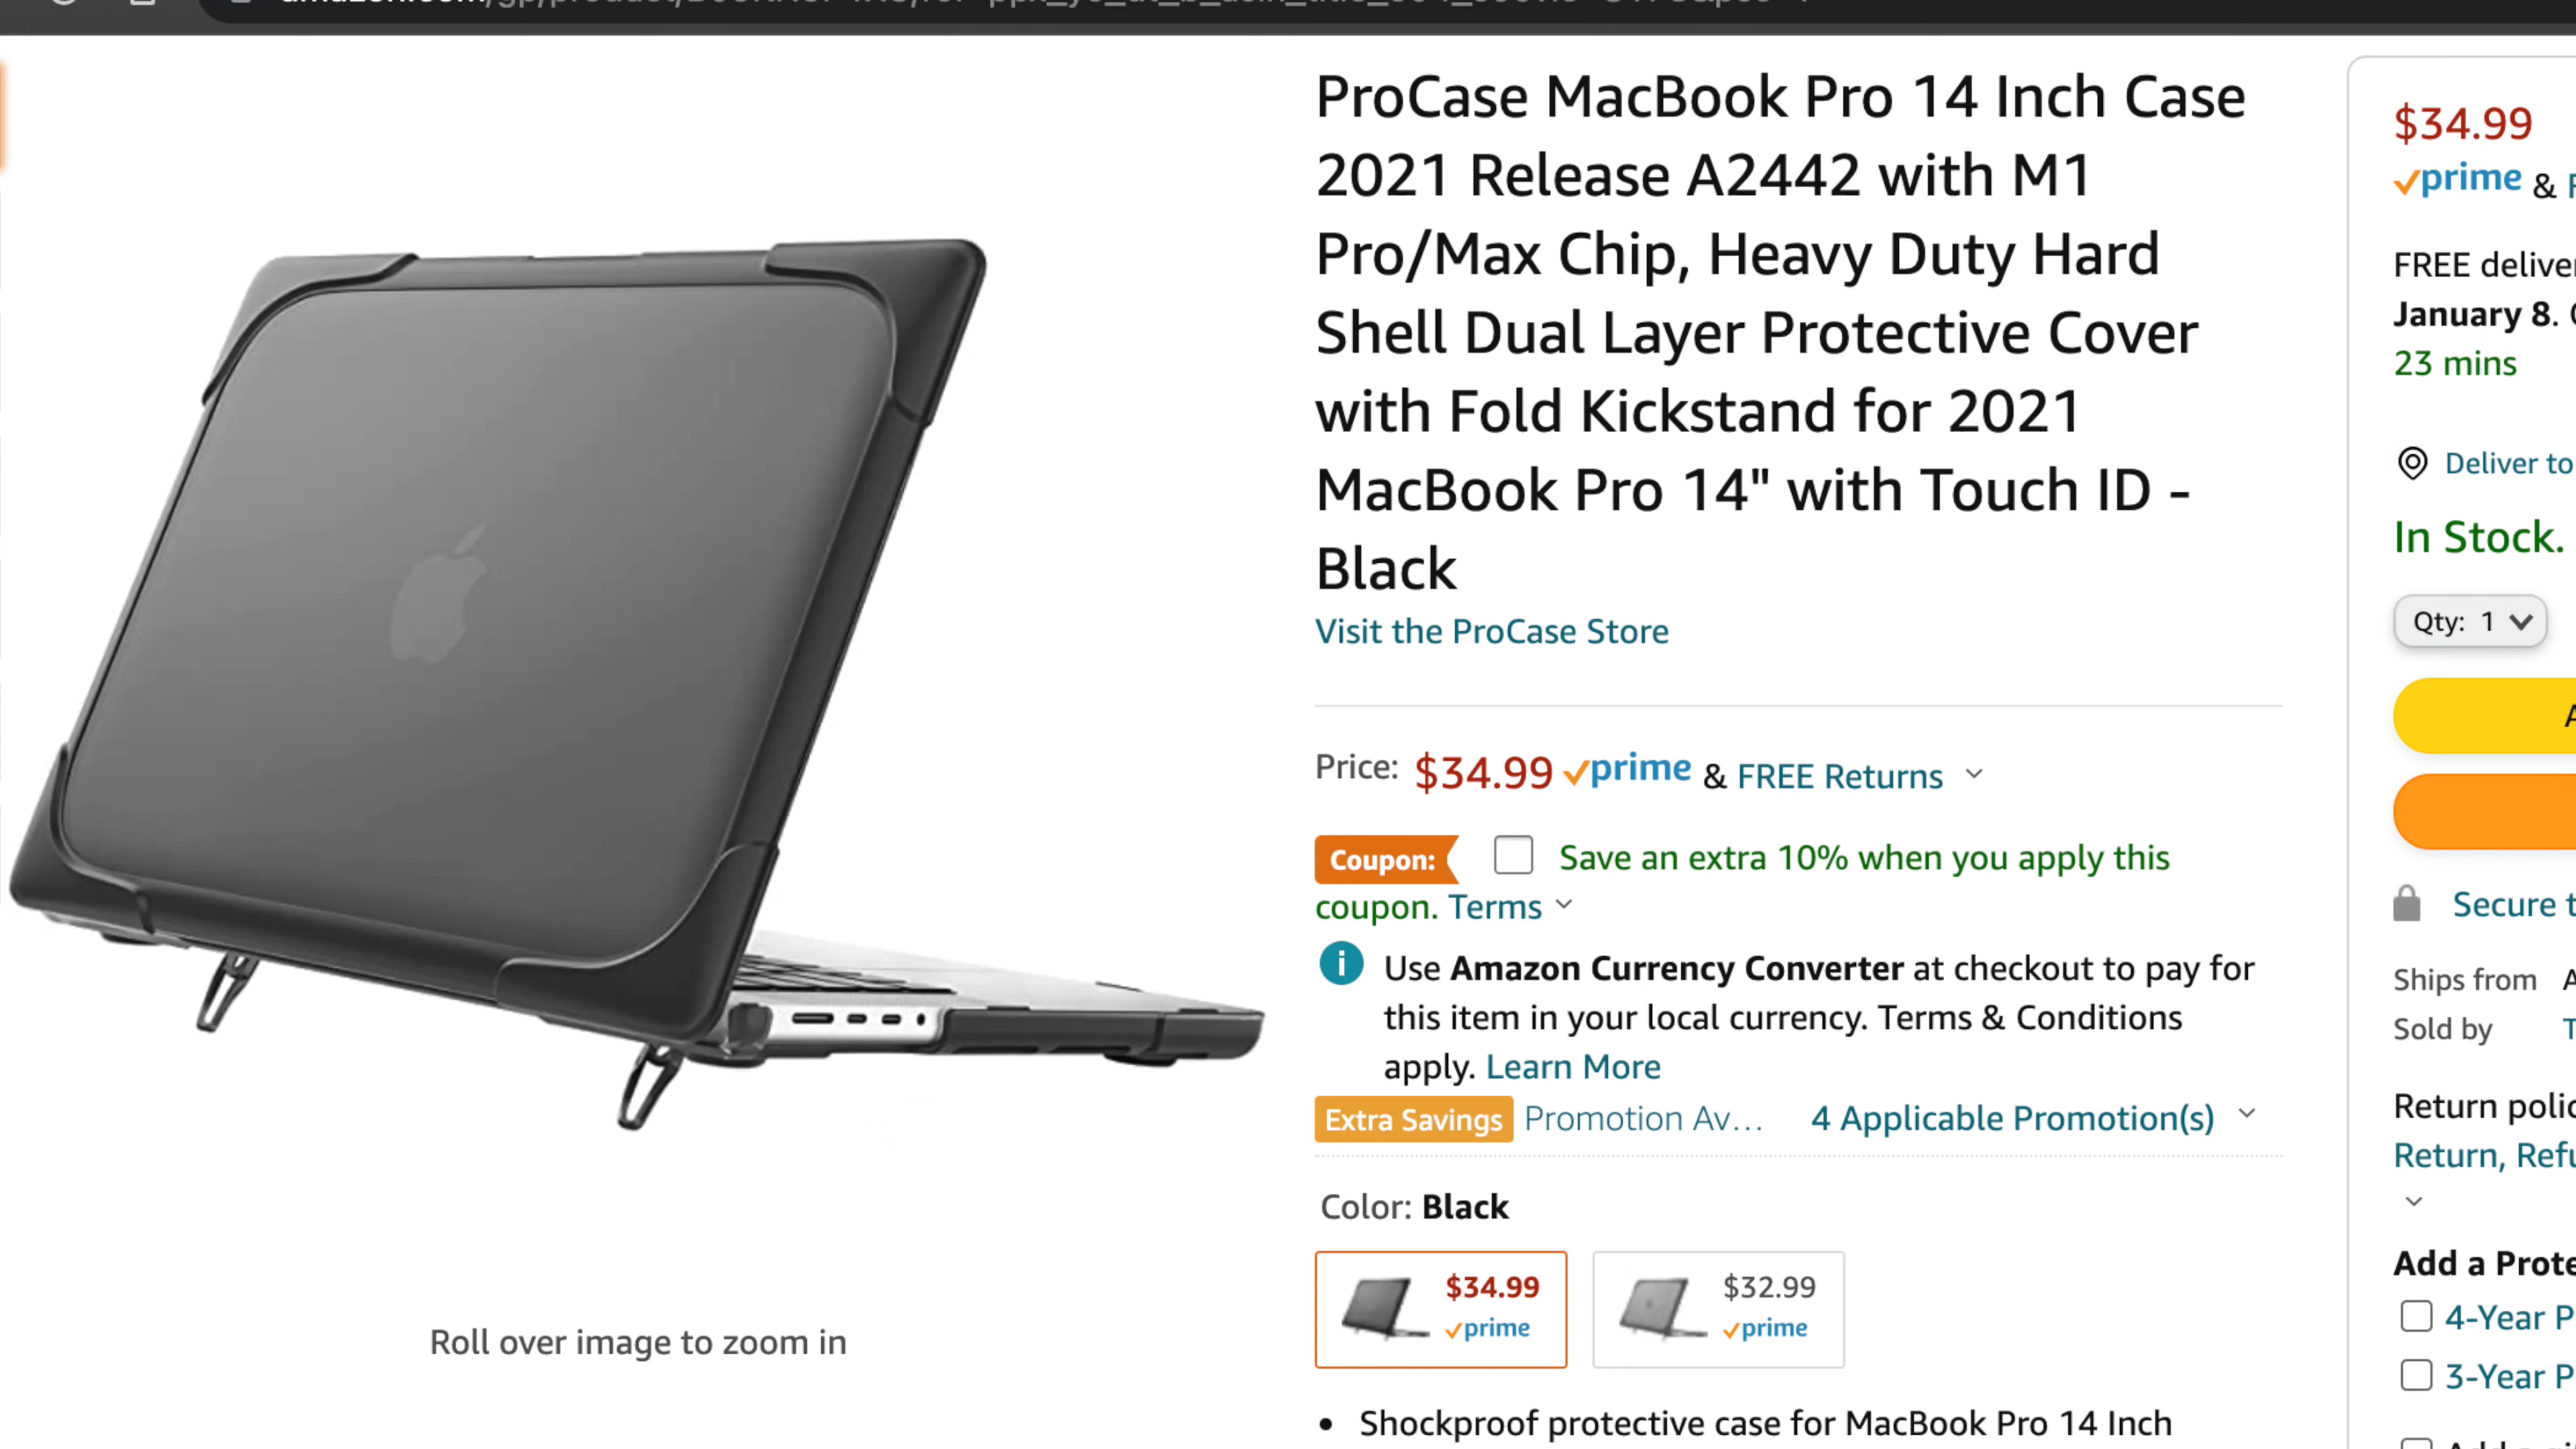 ProCase MacBook Pro 14 Inch Case
2021 Release A2442 with M1
Pro/Max Chip, Heavy Duty Hard
Shell Dual Layer Protective Cover
with Fold Kickstand for 2021
MacBook Pro 14" with Touch ID -
Black
Visit the ProCase Store
Price: $34.99 prime & FREE Returns
Coupon: Save an extra 10% when you apply this
coupon. Terms
i Use Amazon Currency Converter at checkout to pay for
this item in your local currency. Terms & Conditions
apply. Learn More
Extra Savings Promotion Av... 4 Applicable Promotion(s)
Color: Black
$34.99 $32.99
prime prime
• Shockproof protective case for MacBook Pro 14 Inch
Roll over image to zoom in
$34.99
prime &
FREE
January 8.
23 mins
Deliver to
In Stock.
Qty: 1
Secure
Ships from
Sold by
Return
Return,
Add a
4-Year
3-Year